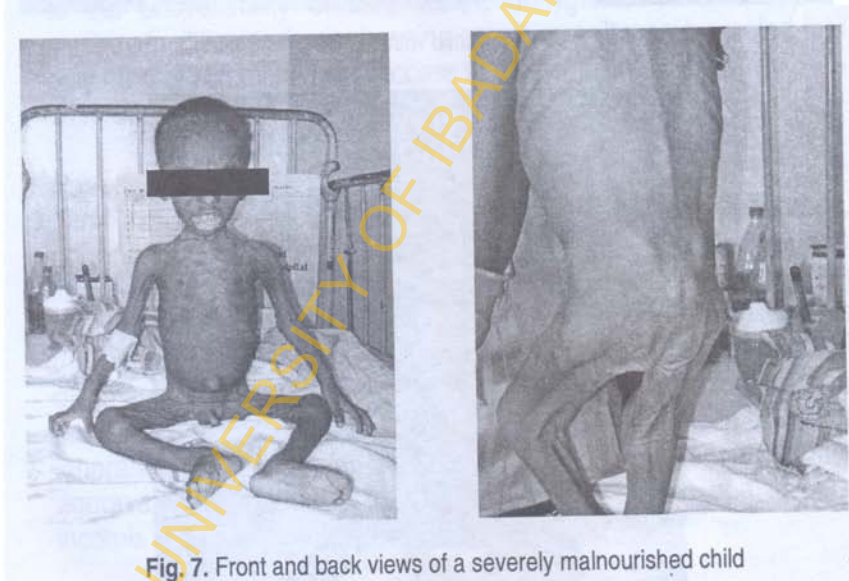 UNIVERSITY OF IBADAN
Fig. 7. Front and back views of a severely malnourished child